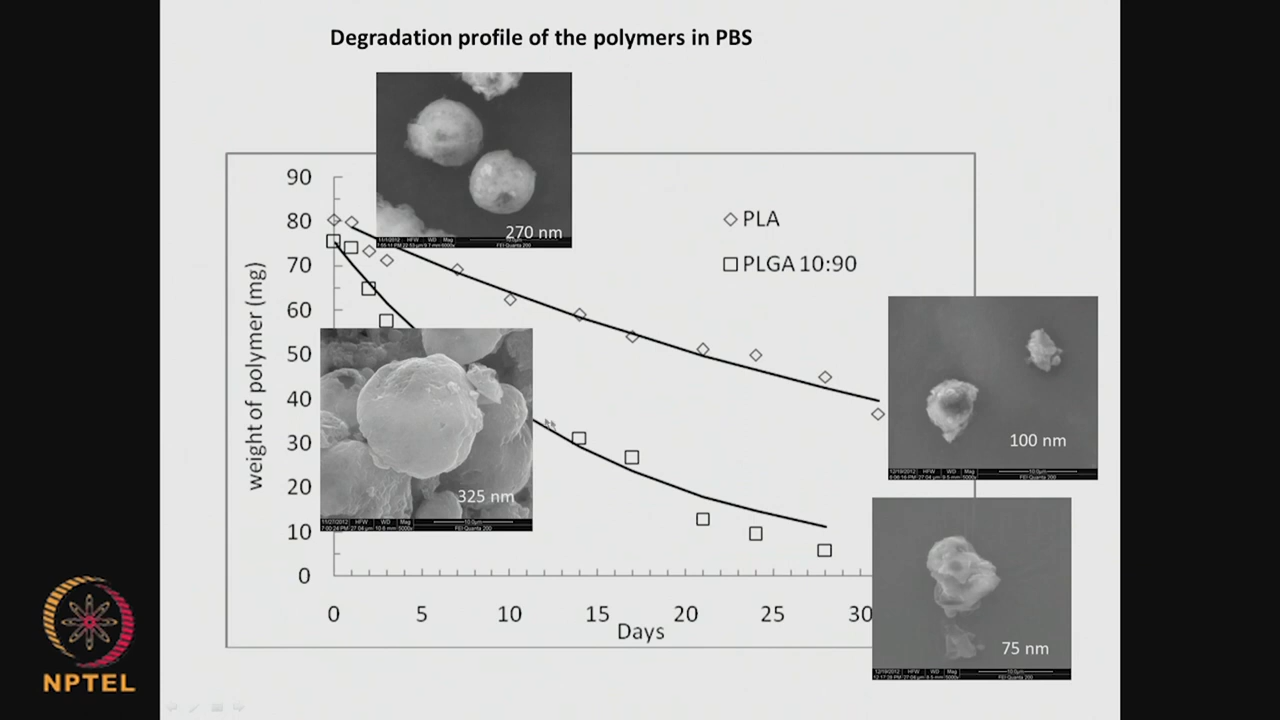 Degradation profile of the polymers in PBS
270 nm
90
80
70
60
50
40
30
20
10
0
weight of polymer (mg)
PLA
PLGA 10:90
325 nm
100 nm
75 nm
0 5 10 15 20 25 30
Days
NPTEL